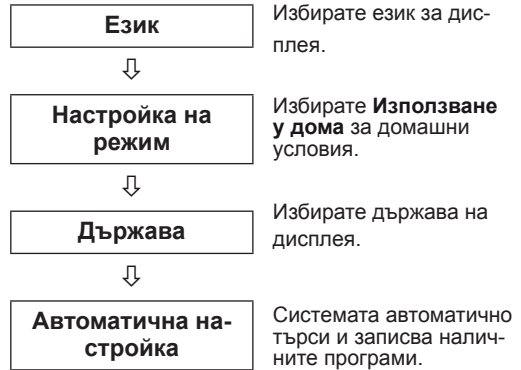 Език
Избирате език за дис-
плея.
Настройка на
режим
Избирате Използване
у дома за домашни
условия.
Държава
Избирате държава на
дисплея.
Автоматична на-
стройка
Системата автоматично
търси и записва налич-
ните програми.